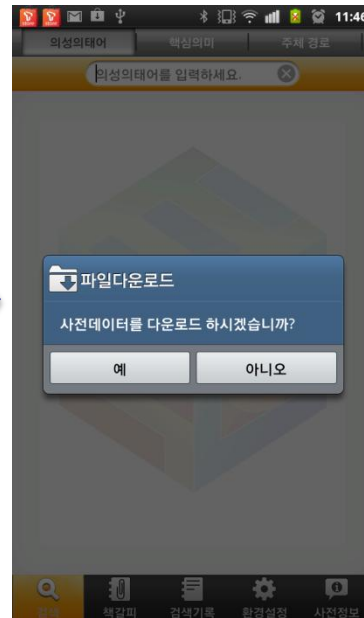 11:46
의성의태어 핵심의미 주체 경로
의성의태어를 입력하세요.
파일다운로드
사전데이터를 다운로드 하시겠습니까?
예 아니오
검색 책갈피 검색기록 환경설정 사전정보